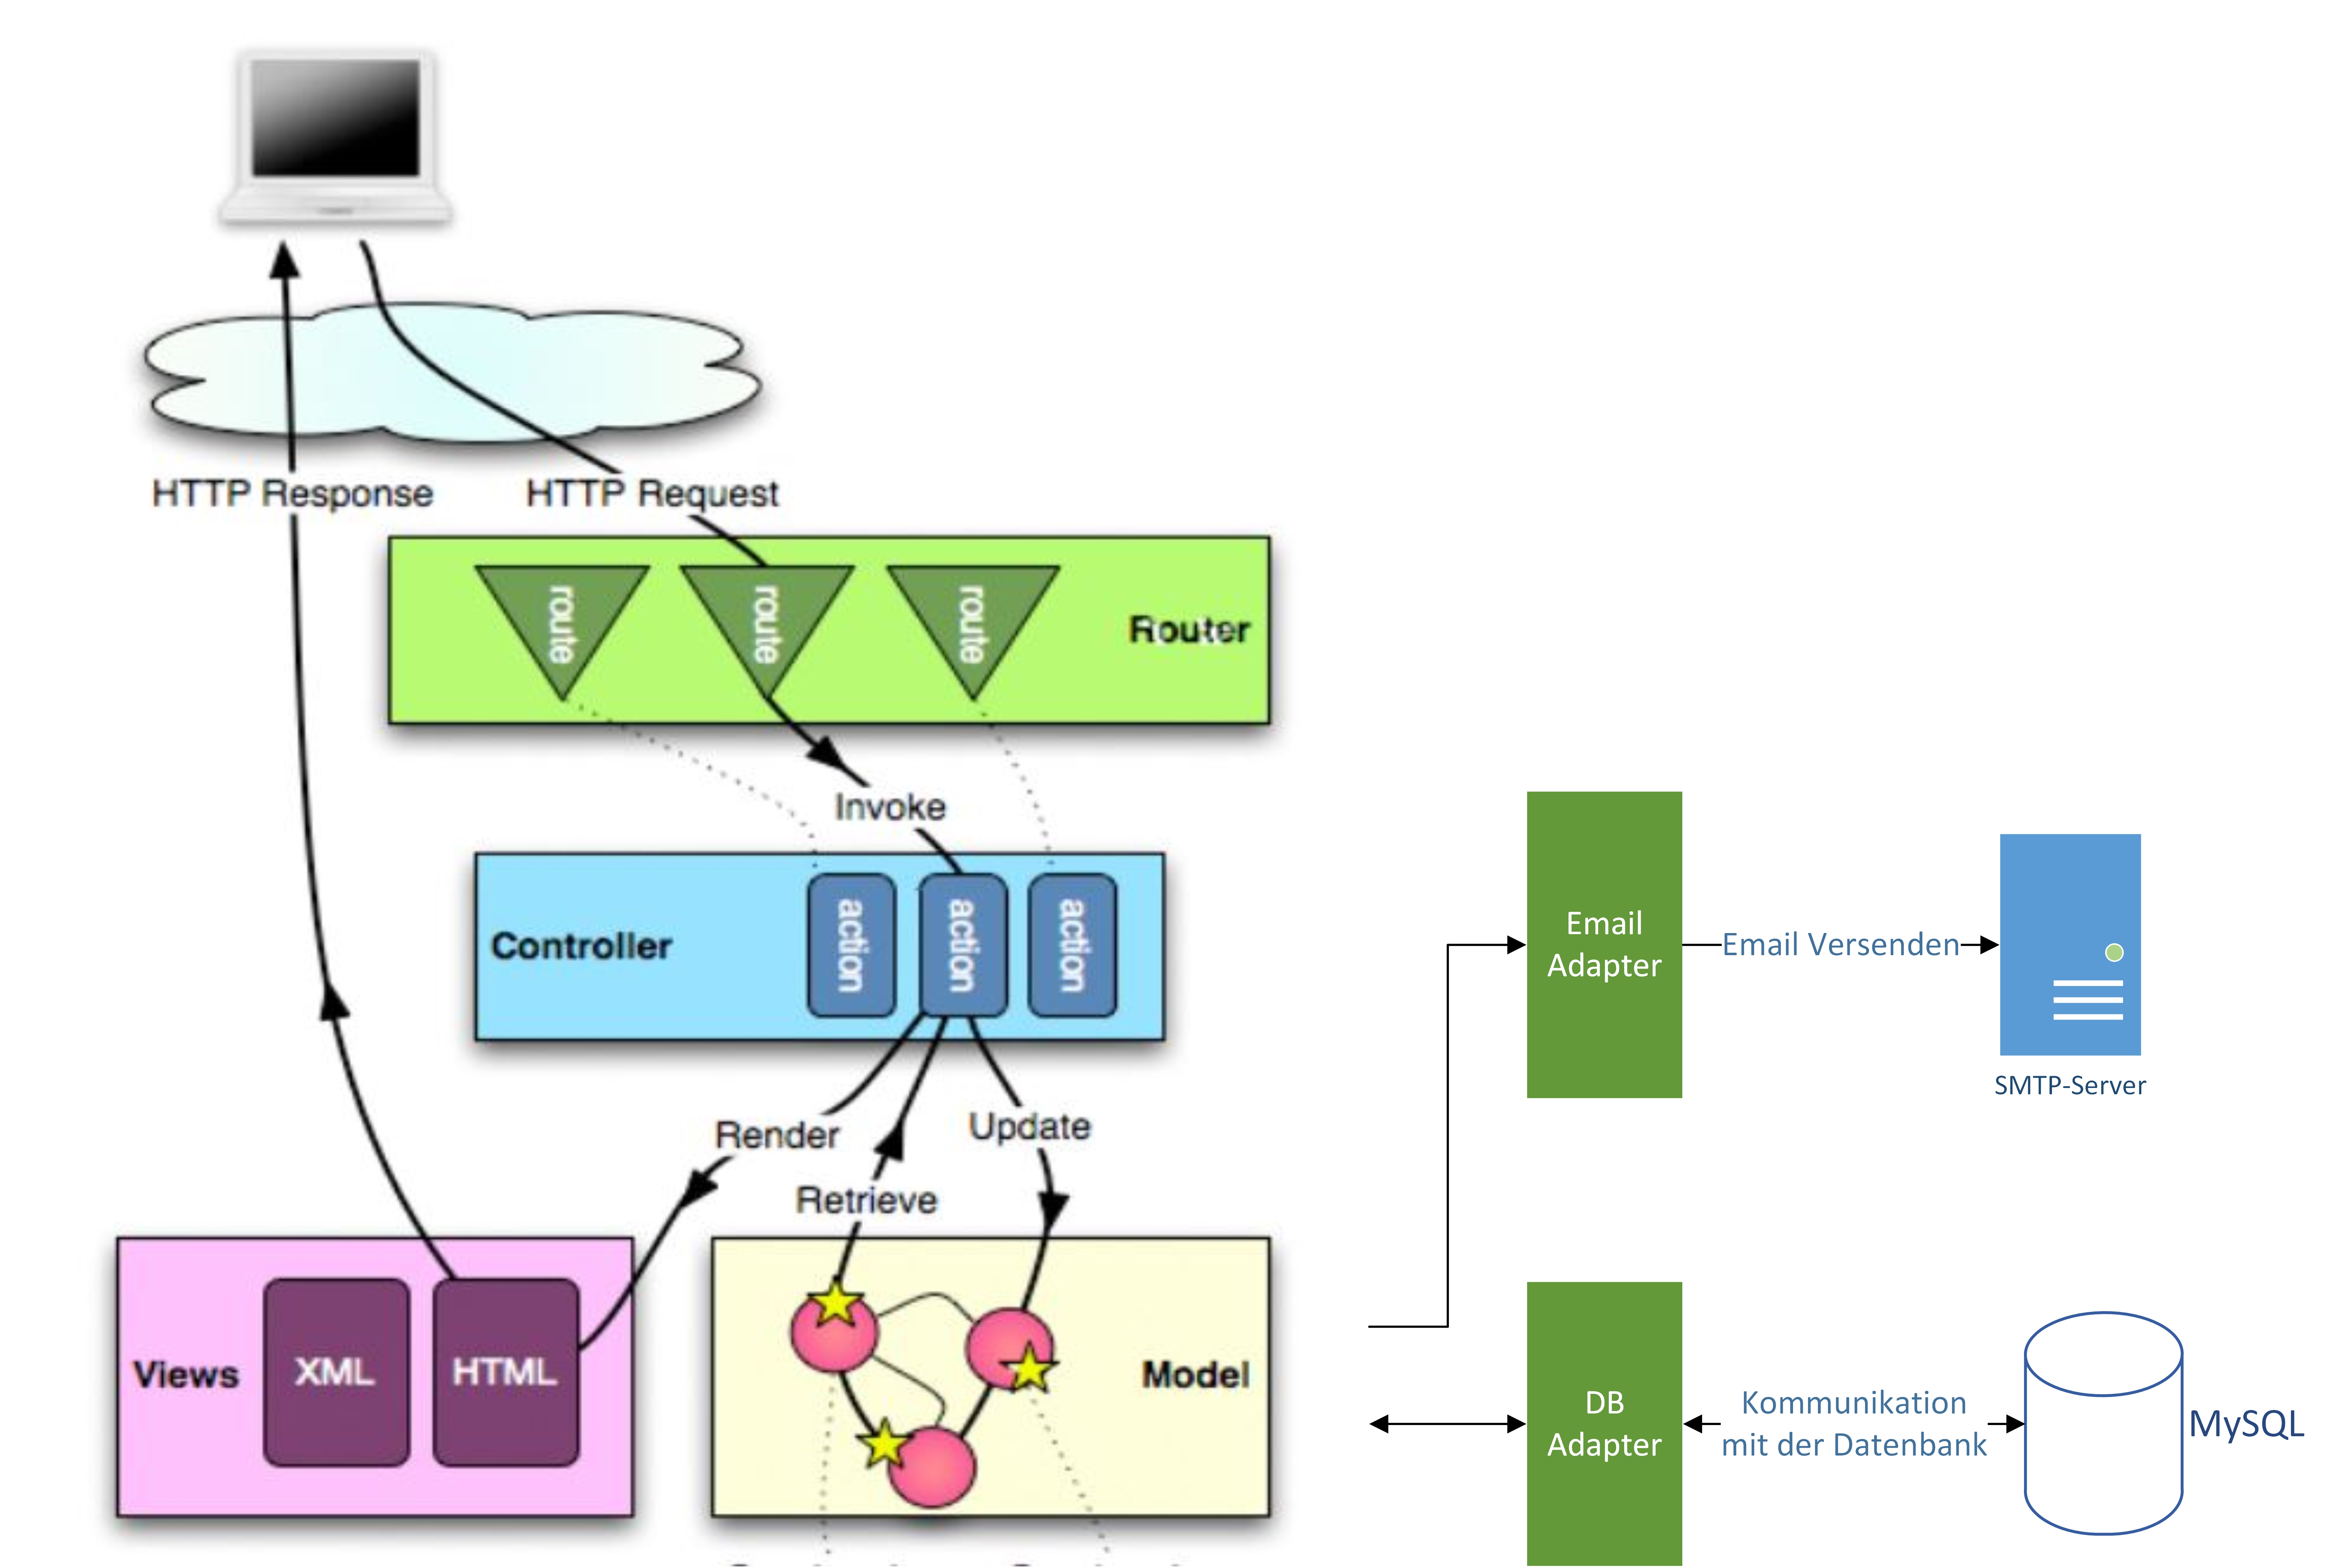 HTTP Response
HTTP Request
route
route
route
Router
Invoke
Controller
action
action
action
Email
Adapter
Email Versenden
SMTP-Server
Render
Update
Retrieve
Views
XML
HTML
Model
DB
Adapter
Kommunikation
mit der Datenbank
MySQL